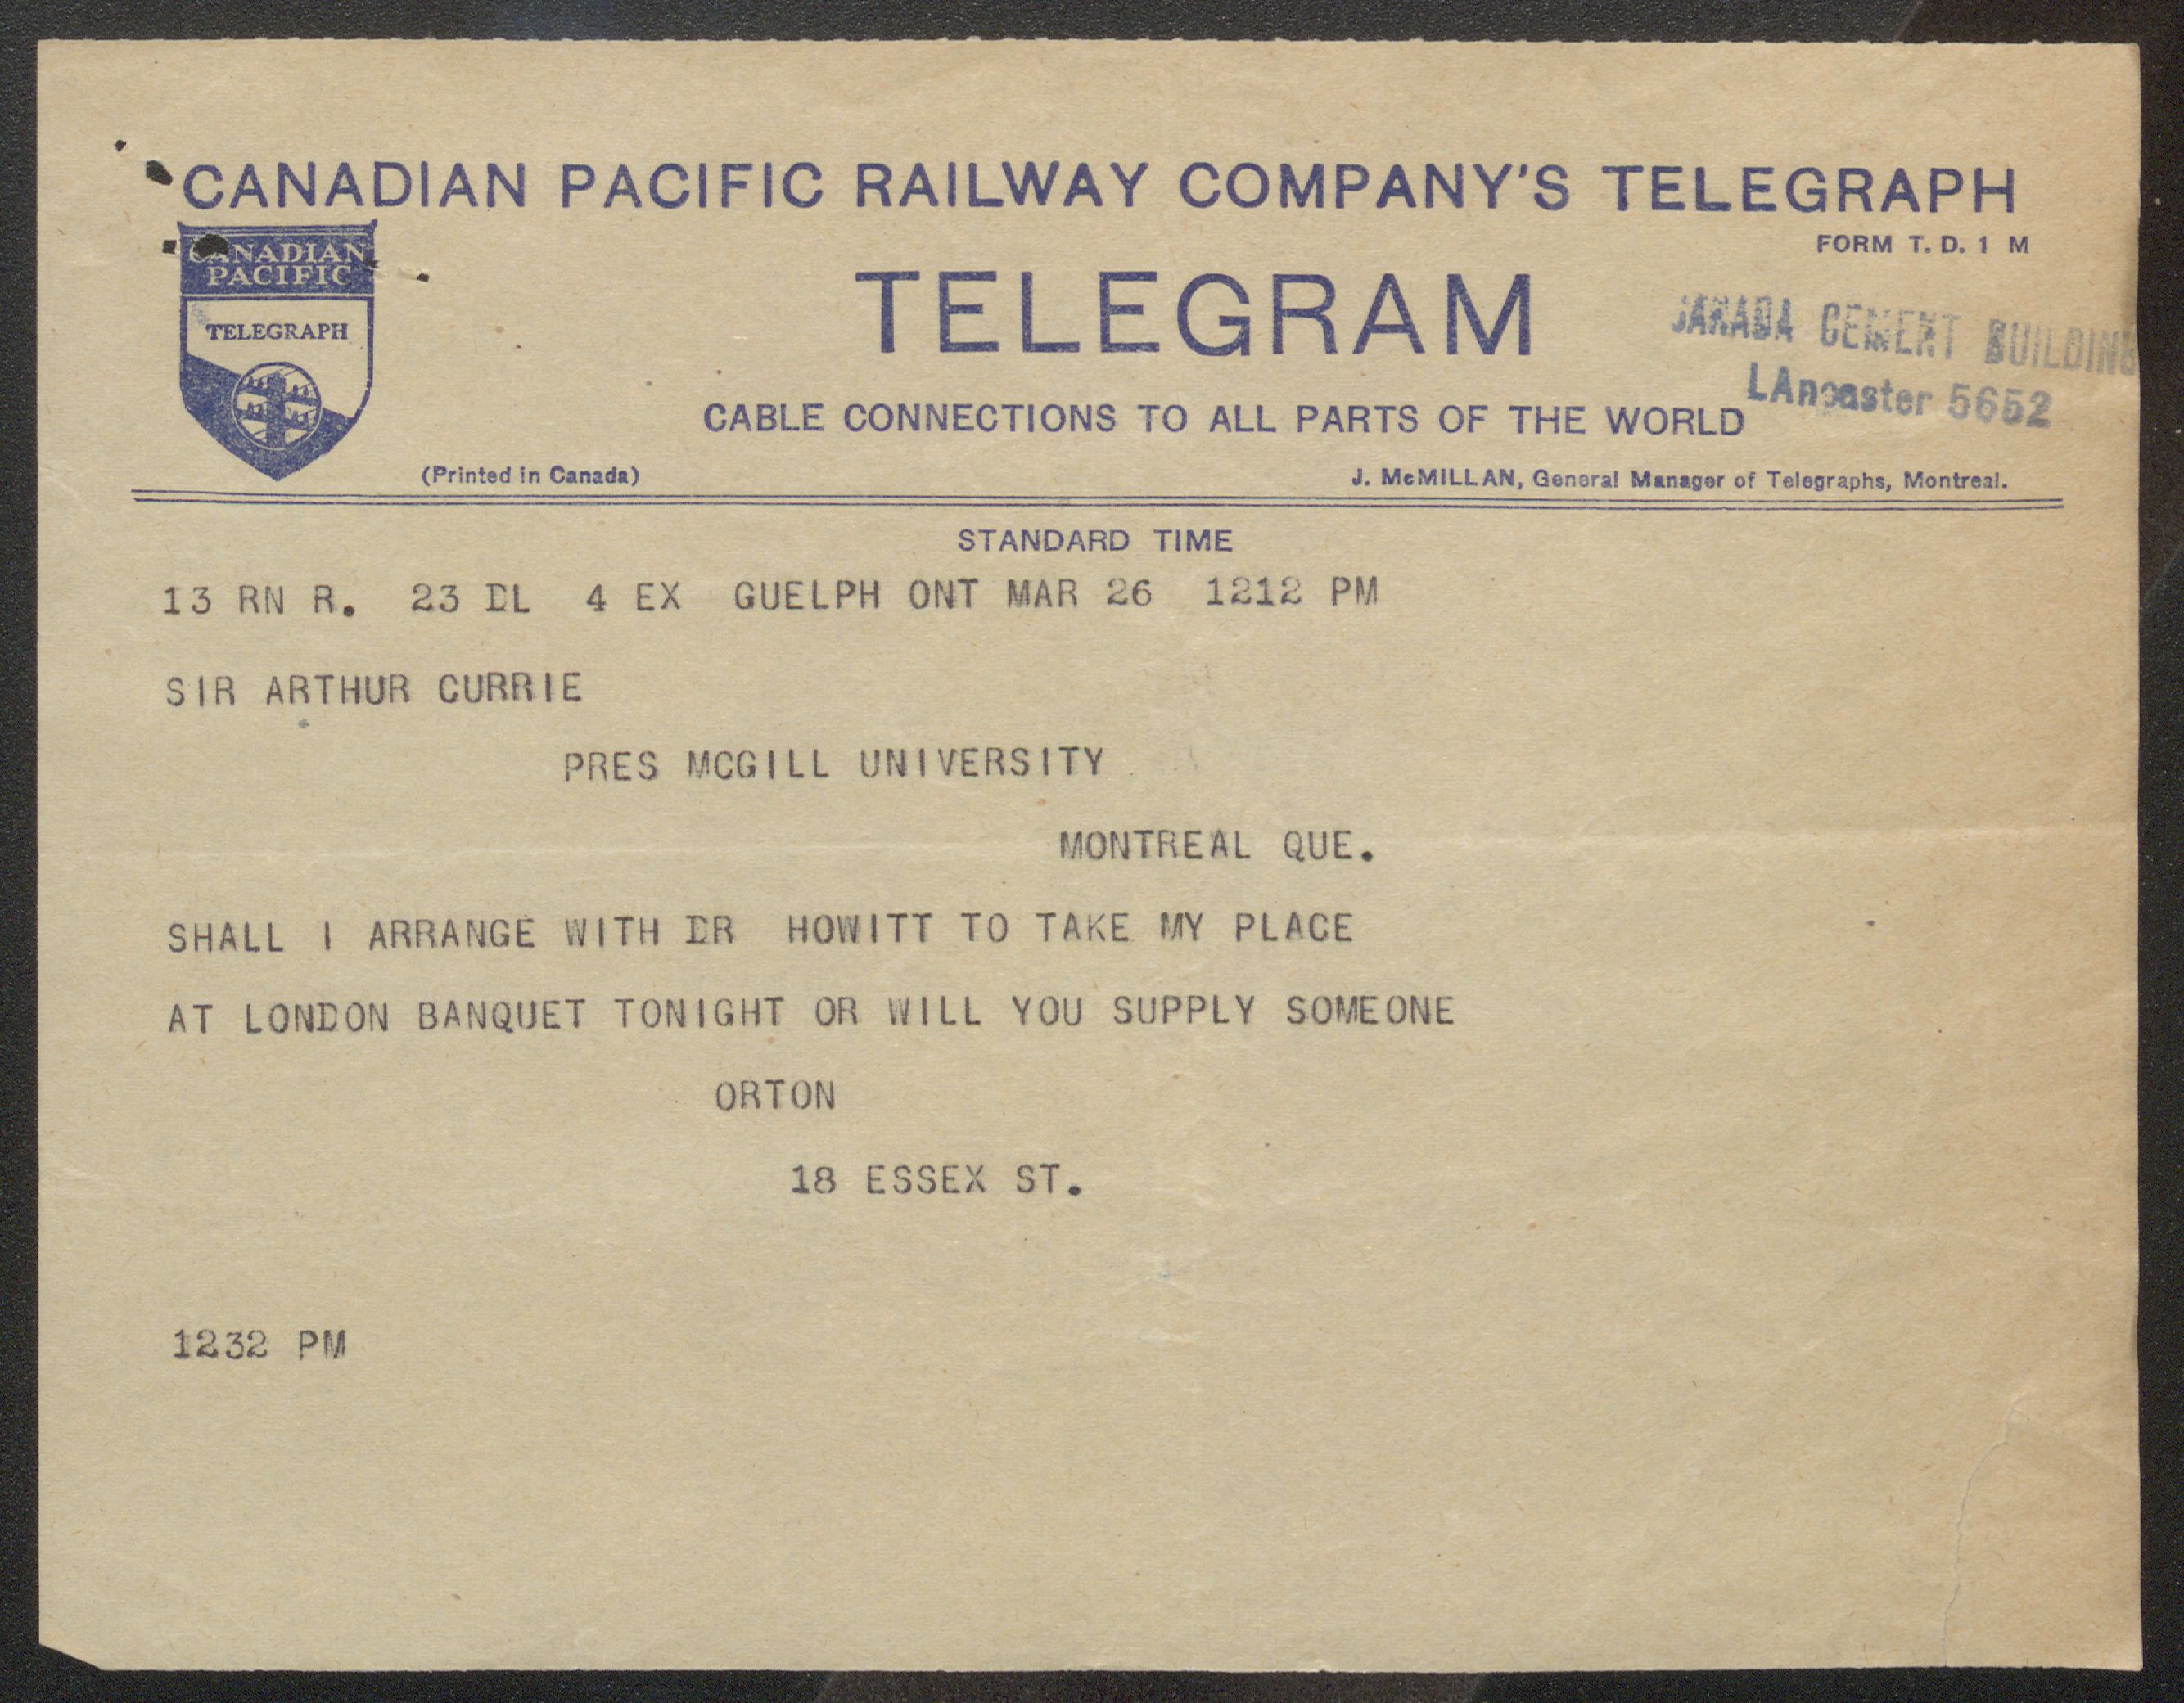 CANADIAN PACIFIC RAILWAY COMPANY'S TELEGRAPH
FORM T. D. 1 M
CANADIAN
PACIFIC
TELEGRAPH
TELEGRAM
CANADA CEMENT BUILDING
LAncaster 5652
CABLE CONNECTIONS TO ALL PARTS OF THE WORLD
(Printed in Canada)
J. McMILLAN, General Manager of Telegraphs, Montreal.
STANDARD TIME
13 RN R. 23 DL 4 EX GUELPH ONT MAR 26 1212 PM
SIR ARTHUR CURRIE
PRES MCGILL UNIVERSITY
MONTREAL QUE.
SHALL I ARRANGE WITH DR HOWITT TO TAKE MY PLACE
AT LONDON BANQUET TONIGHT OR WILL YOU SUPPLY SOMEONE
ORTON
18 ESSEX ST.
1232 PM